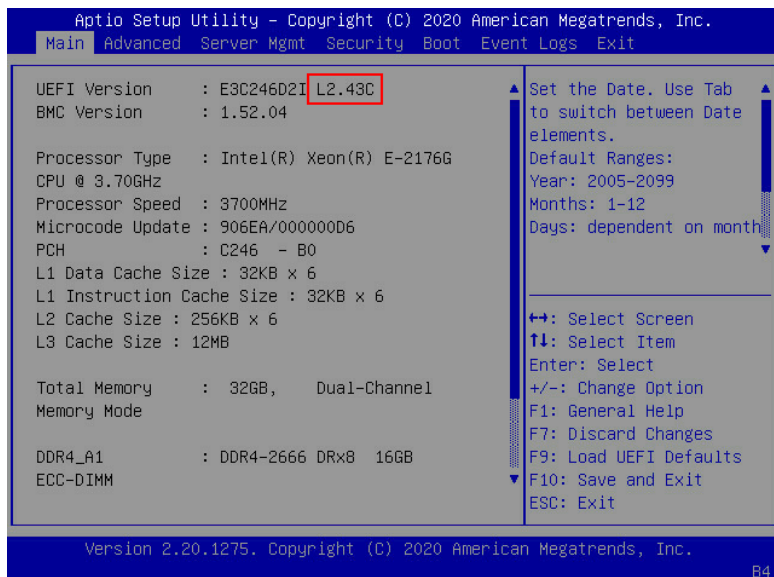 Aptio Setup Utility – Copyright (C) 2020 American Megatrends, Inc.
Main Advanced Server Mgmt Security Boot Event Logs Exit
UEFI Version : E3C246D2I L2.43C
BMC Version : 1.52.04
Processor Type : Intel(R) Xeon(R) E-2176G
CPU @ 3.70GHz
Processor Speed : 3700MHz
Microcode Update : 906EA/000000D6
PCH : C246 - B0
L1 Data Cache Size : 32KB x 6
L1 Instruction Cache Size : 32KB x 6
L2 Cache Size : 256KB x 6
L3 Cache Size : 12MB
Total Memory : 32GB, Dual-Channel
Memory Mode
DDR4_A1 : DDR4-2666 DRx8 16GB
ECC-DIMM
Set the Date. Use Tab
to switch between Date
elements.
Default Ranges:
Year: 2005-2099
Months: 1-12
Days: dependent on month
↔: Select Screen
↑↓: Select Item
Enter: Select
+/-: Change Option
F1: General Help
F7: Discard Changes
F9: Load UEFI Defaults
F10: Save and Exit
ESC: Exit
Version 2.20.1275. Copyright (C) 2020 American Megatrends, Inc.
B4